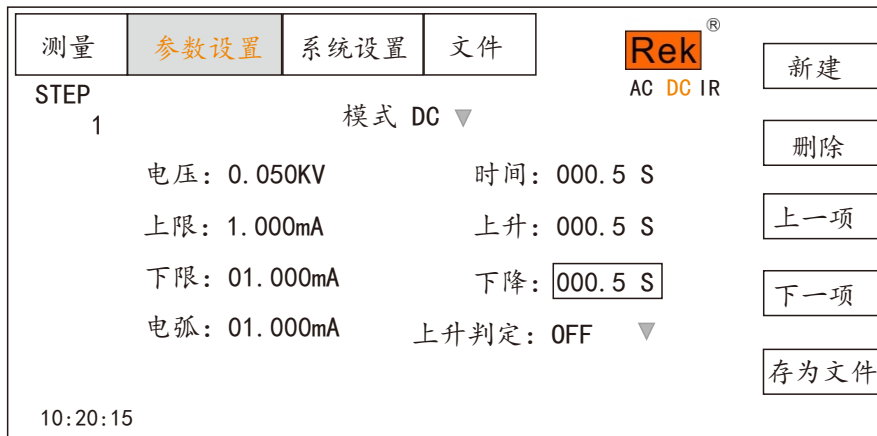 测量 参数设置 系统设置 文件
Rek®
AC DC IR
新建
STEP
1
模式 DC ▼
删除
电压：0.050KV 时间：000.5 S
上一项
上限：1.000mA 上升：000.5 S
下限：01.000mA 下降：000.5 S
下一项
电弧：01.000mA 上升判定：OFF ▼
存为文件
10:20:15